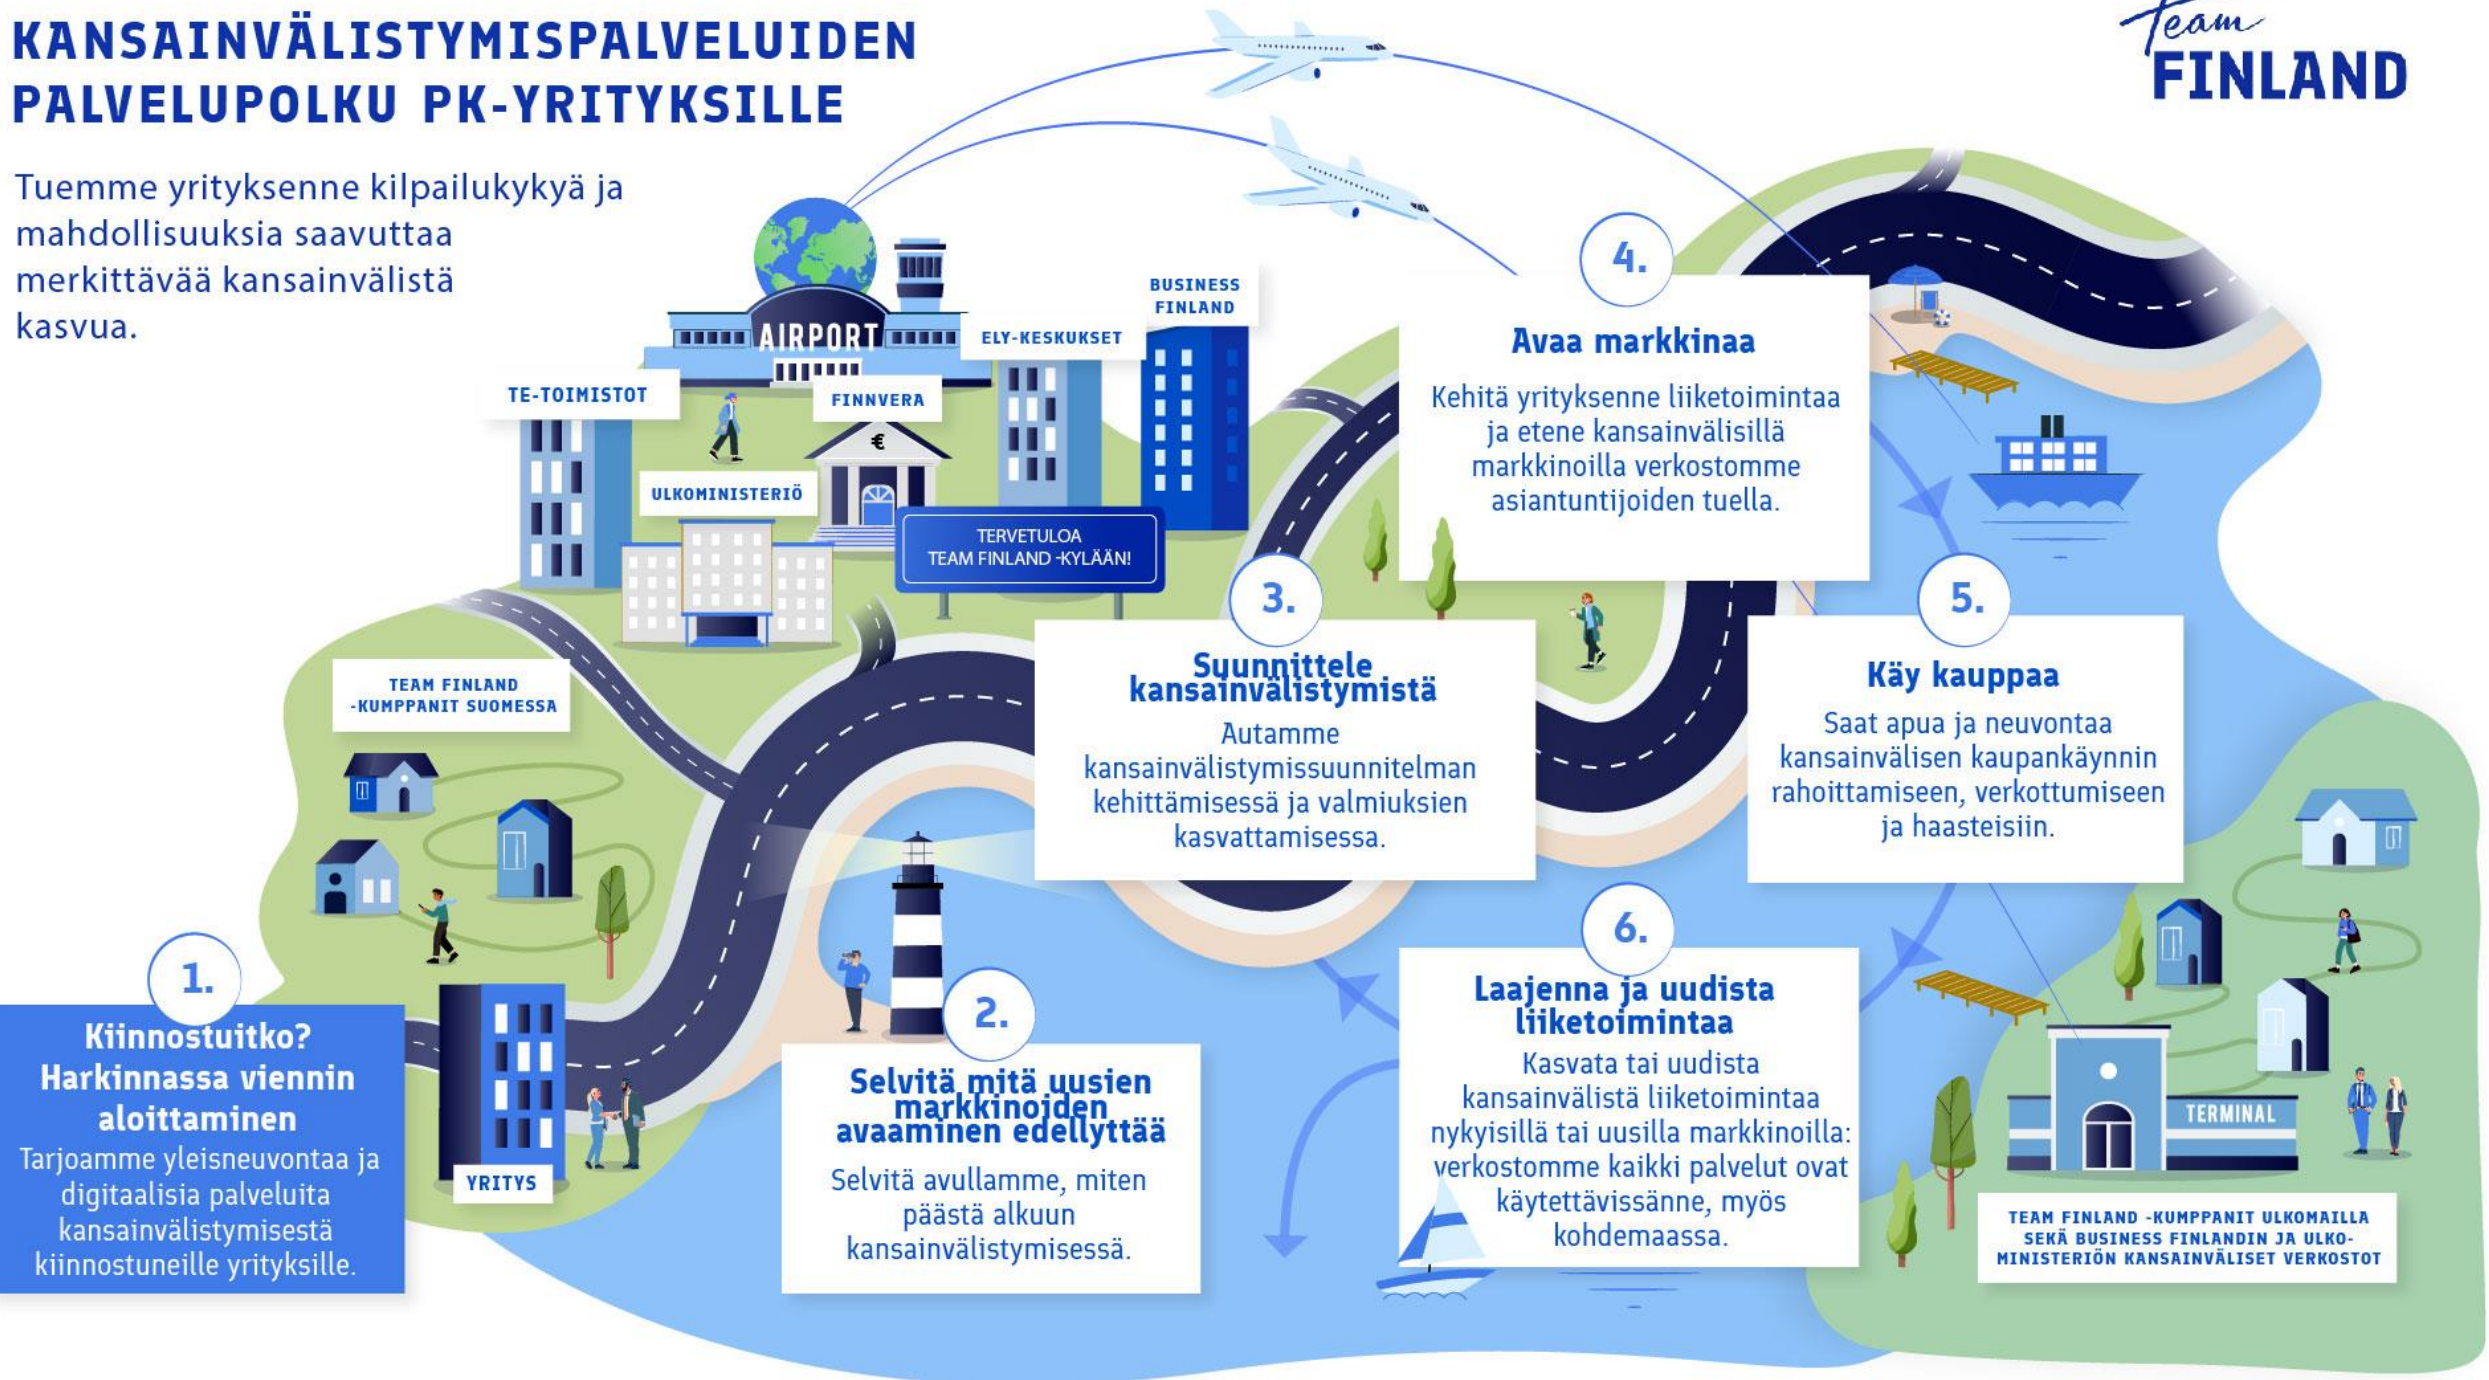 KANSAINVÄLISTYMISPALVELUIDEN
PALVELUPOLKU PK-YRITYKSILLE
Team
FINLAND
Tuemme yrityksenne kilpailukykyä ja
mahdollisuuksia saavuttaa
merkittävää kansainvälistä
kasvua.
AIRPORT
BUSINESS
FINLAND
ELY-KESKUKSET
TE-TOIMISTOT
FINNVERA
€
ULKOMINISTERIÖ
TERVETULOA
TEAM FINLAND -KYLÄÄN!
TEAM FINLAND
-KUMPPANIT SUOMESSA
1.
Kiinnostuitko?
Harkinnassa viennin
aloittaminen
Tarjoamme yleisneuvontaa ja
digitaalisia palveluita
kansainvälistymisestä
kiinnostuneille yrityksille.
YRITYS
2.
Selvitä mitä uusien
markkinoiden
avaaminen edellyttää
Selvitä avullamme, miten
päästä alkuun
kansainvälistymisessä.
3.
Suunnittele
kansainvälistymistä
Autamme
kansainvälistymissuunnitelman
kehittämisessä ja valmiuksien
kasvattamisessa.
4.
Avaa markkinaa
Kehitä yrityksenne liiketoimintaa
ja etene kansainvälisillä
markkinoilla verkostomme
asiantuntijoiden tuella.
5.
Käy kauppaa
Saat apua ja neuvontaa
kansainvälisen kaupankäynnin
rahoittamiseen, verkottumiseen
ja haasteisiin.
6.
Laajenna ja uudista
liiketoimintaa
Kasvata tai uudista
kansainvälistä liiketoimintaa
nykyisillä tai uusilla markkinoilla:
verkostomme kaikki palvelut ovat
käytettävissänne, myös
kohdemaassa.
TERMINAL
TEAM FINLAND -KUMPPANIT ULKOMAILLA
SEKÄ BUSINESS FINLANDIN JA ULKO-
MINISTERIÖN KANSAINVÄLISET VERKOSTOT